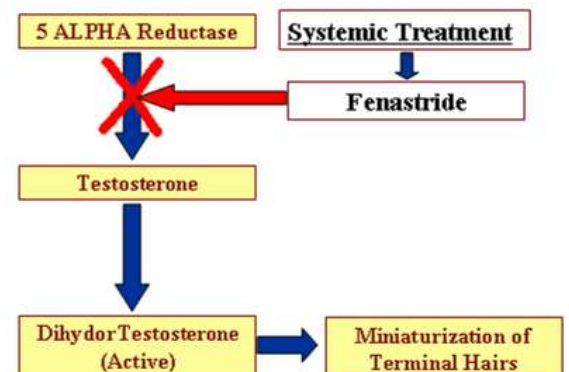 5 ALPHA Reductase
Systemic Treatment
Fenastride
Testosterone
DihydorTestosterone
(Active)
Miniaturization of
Terminal Hairs